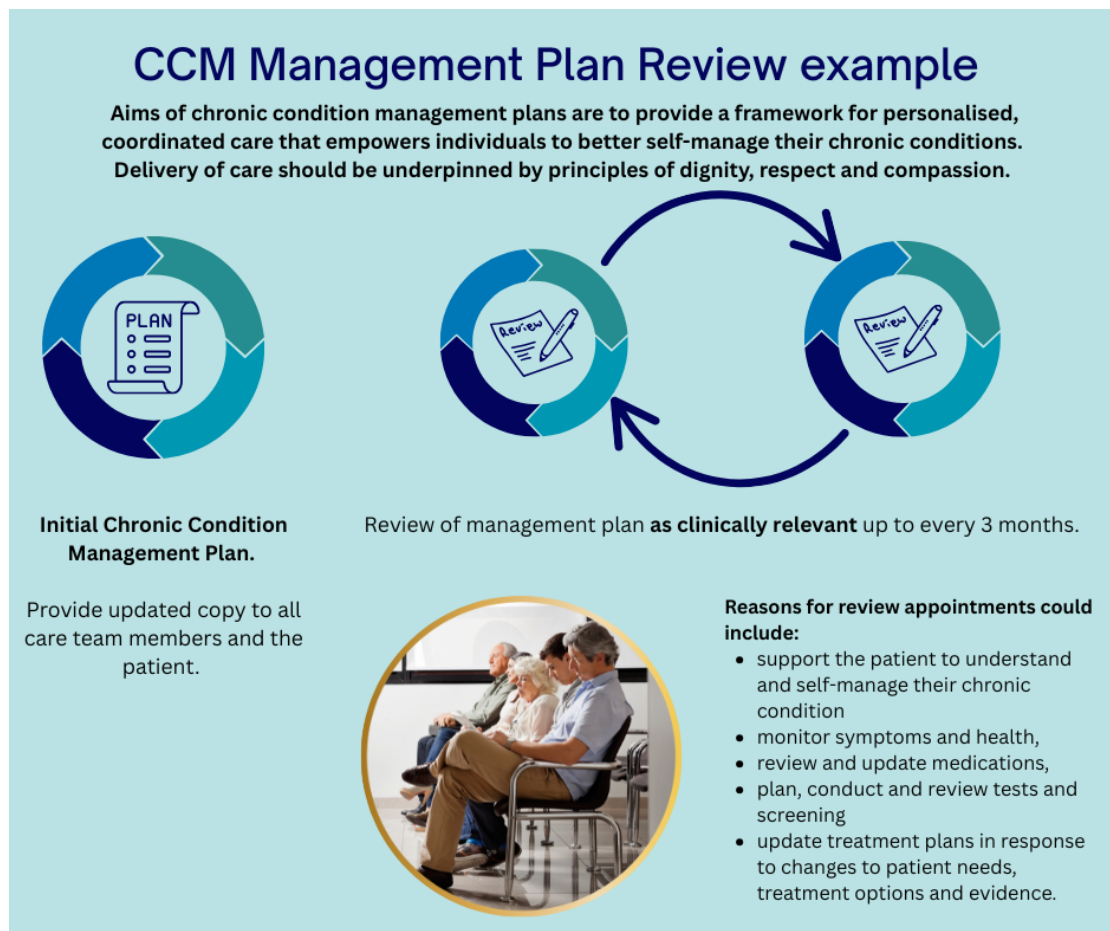 CCM Management Plan Review example
Aims of chronic condition management plans are to provide a framework for personalised,
coordinated care that empowers individuals to better self-manage their chronic conditions.
Delivery of care should be underpinned by principles of dignity, respect and compassion.
PLAN
Review
Review
Initial Chronic Condition
Management Plan.
Provide updated copy to all
care team members and the
patient.
Review of management plan as clinically relevant up to every 3 months.
Reasons for review appointments could
include:
• support the patient to understand
and self-manage their chronic
condition
• monitor symptoms and health,
• review and update medications,
• plan, conduct and review tests and
screening
• update treatment plans in response
to changes to patient needs,
treatment options and evidence.